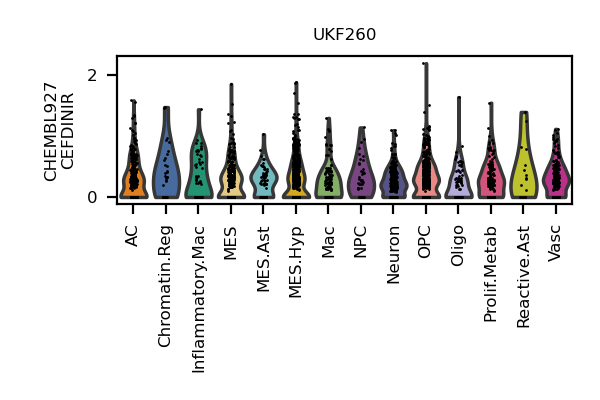 UKF260
CHEMBL927
CEFDINIR
2
0
AC
Chromatin.Reg
Inflammatory.Mac
MES
MES.Ast
MES.Hyp
Mac
NPC
Neuron
OPC
Oligo
Prolif.Metab
Reactive.Ast
Vasc